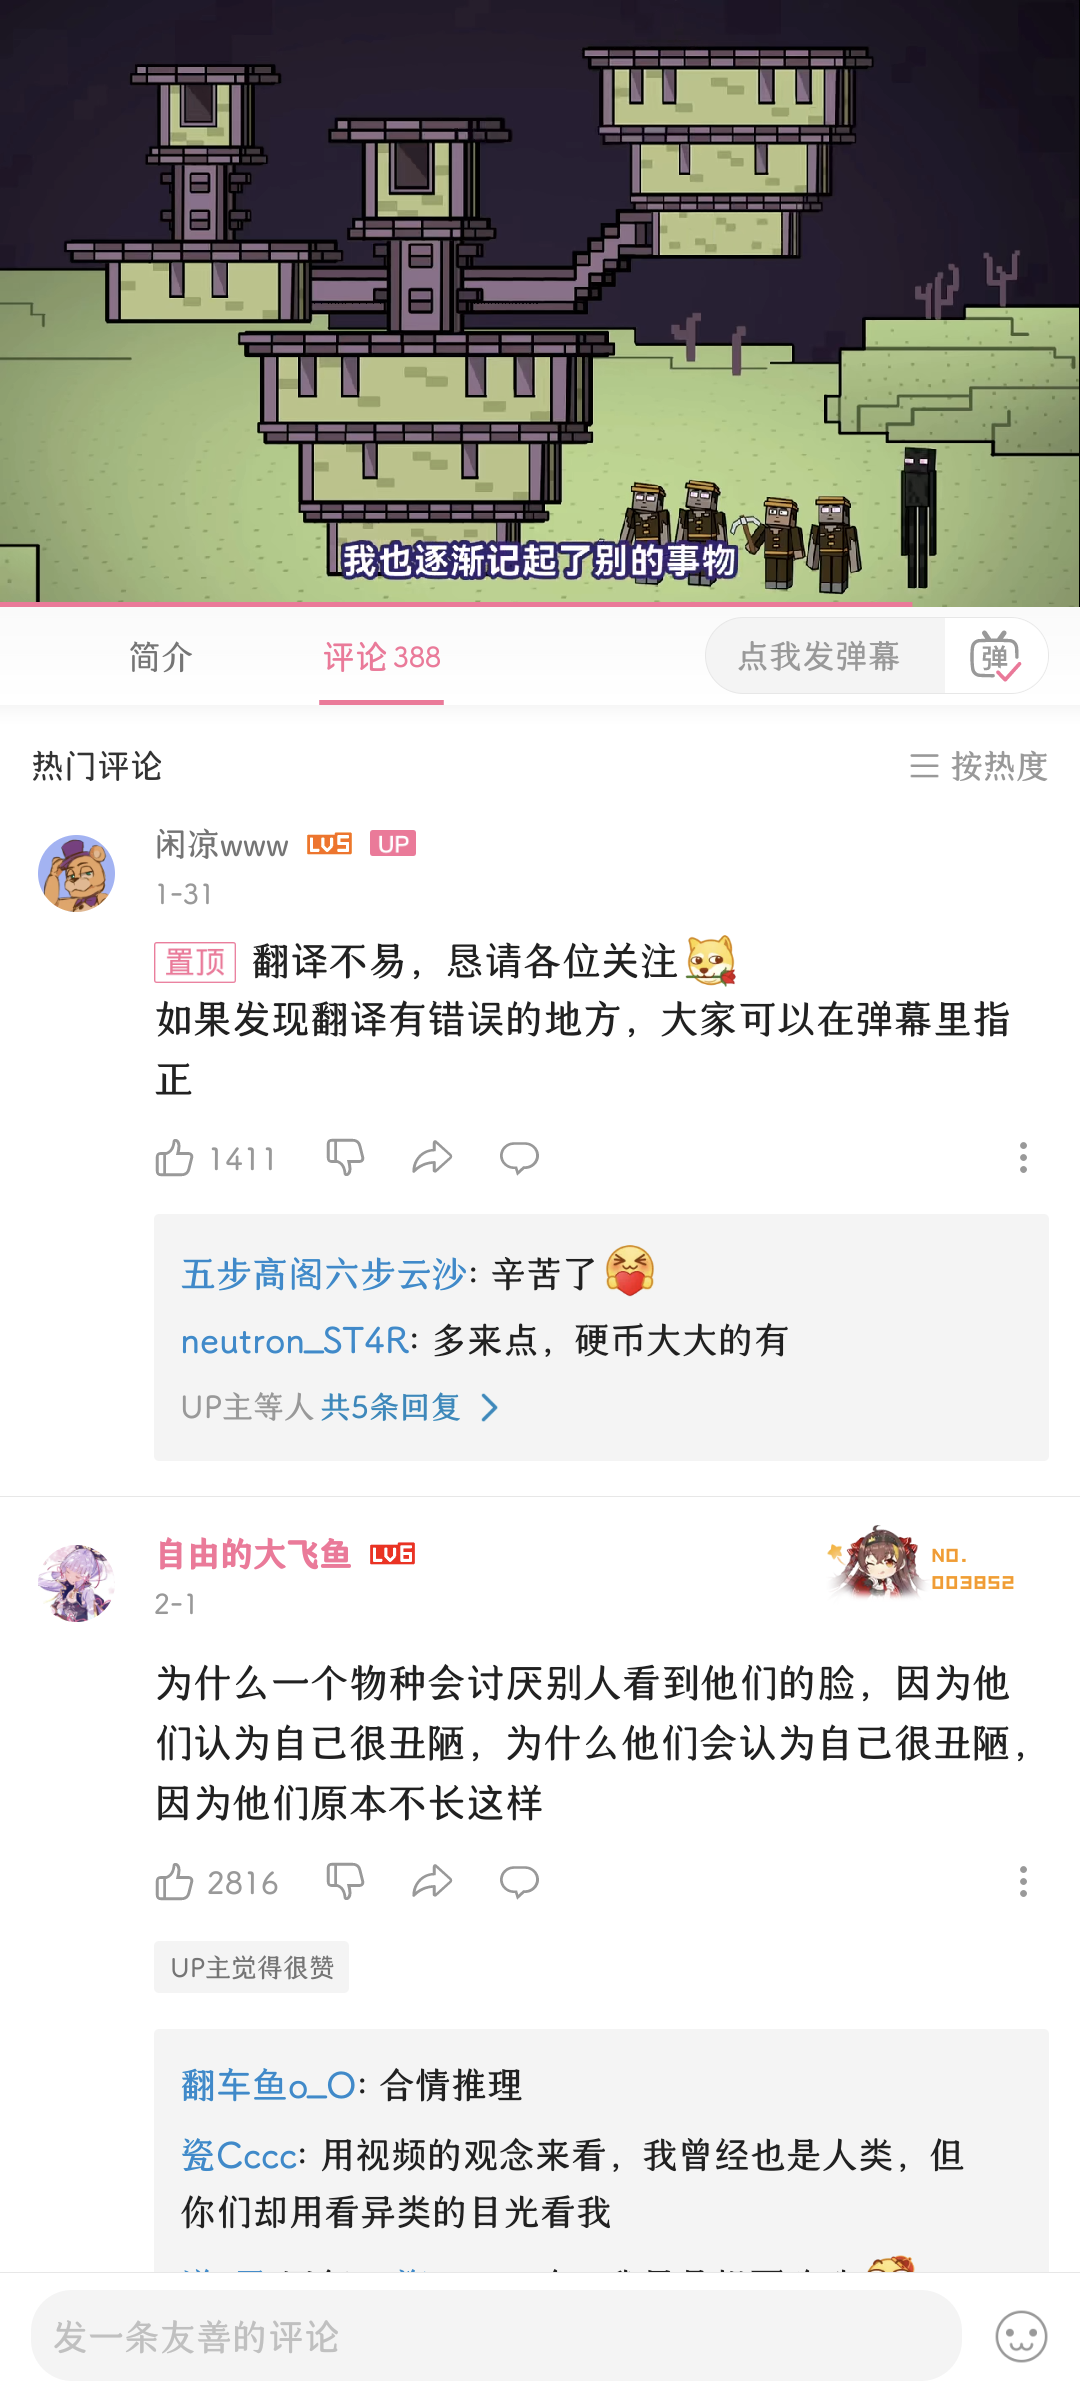 我也逐渐记起了别的事物
简介
评论 388
点我发弹幕
弹
热门评论
按热度
闲凉www LV5 UP
1-31
置顶 翻译不易，恳请各位关注
如果发现翻译有错误的地方，大家可以在弹幕里指
正
1411
五步高阁六步云沙: 辛苦了
neutron_ST4R: 多来点，硬币大大的有
UP主等人 共5条回复
自由的大飞鱼 LV6
NO.
003852
2-1
为什么一个物种会讨厌别人看到他们的脸，因为他
们认为自己很丑陋，为什么他们会认为自己很丑陋，
因为他们原本不长这样
2816
UP主觉得很赞
翻车鱼o_O: 合情推理
瓷Cccc: 用视频的观念来看，我曾经也是人类，但
你们却用看异类的目光看我
发一条友善的评论